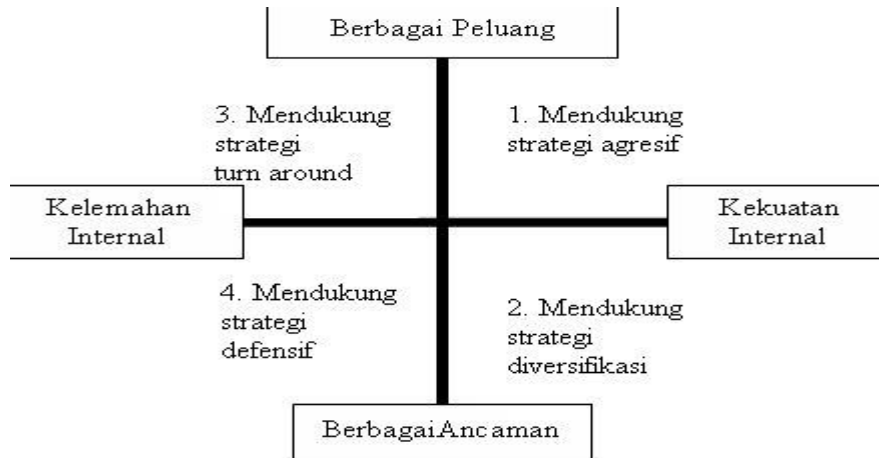 Berbagai Peluang
3. Mendukung
strategi
turn around
1. Mendukung
strategi agresif
Kelemahan
Internal
Kekuatan
Internal
4. Mendukung
strategi
defensif
2. Mendukung
strategi
diversifikasi
BerbagaiAncaman